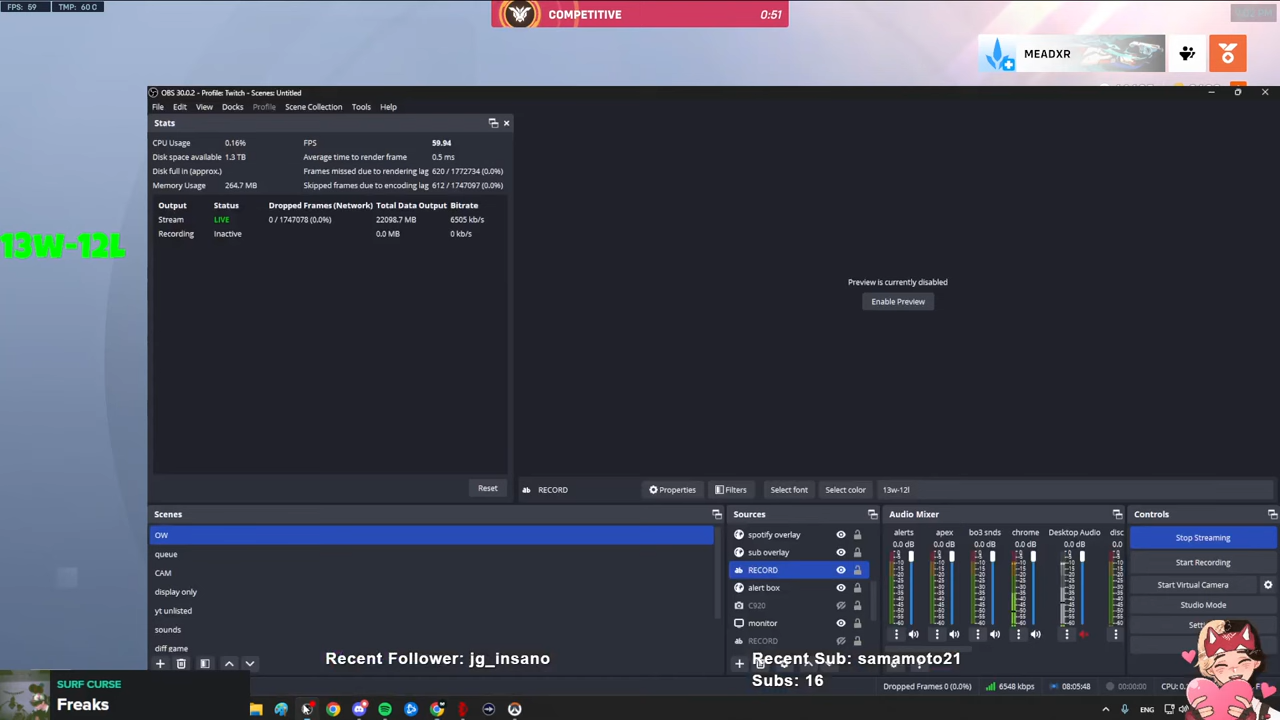 FPS: 59 TMP: 60 C
COMPETITIVE 0:51
MEADXR
OBS 30.0.2 - Profile: Twitch - Scenes: Untitled
File Edit View Docks Profile Scene Collection Tools Help
Stats
CPU Usage 0.16% FPS 59.94
Disk space available 1.3 TB Average time to render frame 0.5 ms
Disk full in (approx.) Frames missed due to rendering lag 620 / 1772734 (0.0%)
Memory Usage 264.7 MB Skipped frames due to encoding lag 612 / 1747097 (0.0%)
Output Status Dropped Frames (Network) Total Data Output Bitrate
Stream LIVE 0 / 1747078 (0.0%) 22098.7 MB 6505 kb/s
Recording Inactive 0.0 MB 0 kb/s
13W-12L
Preview is currently disabled
Enable Preview
Reset
RECORD Properties Filters Select font Select color 13w-12l
Scenes
OW
queue
CAM
display only
yt unlisted
sounds
diff game
Sources
spotify overlay
sub overlay
RECORD
alert box
C920
monitor
RECORD
Audio Mixer
alerts apex bo3 snds chrome Desktop Audio disc
0.0 dB 0.0 dB 0.0 dB 0.0 dB 0.0 dB 0.0
Controls
Stop Streaming
Start Recording
Start Virtual Camera
Studio Mode
Recent Follower: jg_insano
Recent Sub: samamoto21
Subs: 16
Dropped Frames 0 (0.0%) 6548 kbps 08:05:48 00:00:00
SURF CURSE
Freaks
ENG